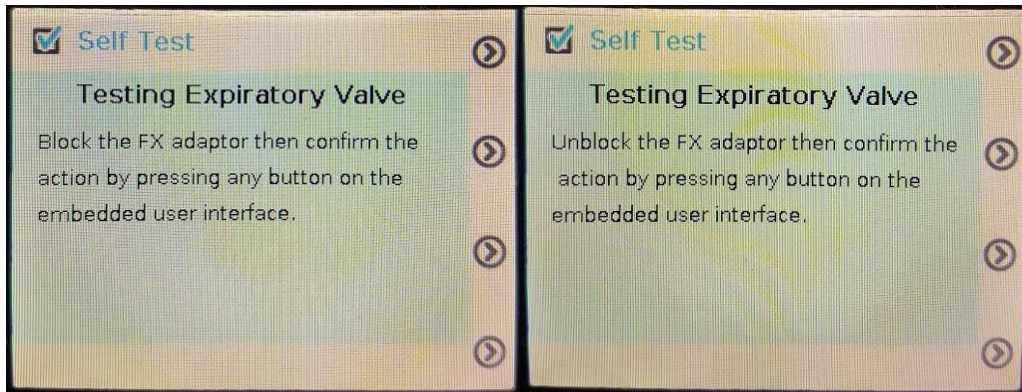 Self Test
Testing Expiratory Valve
Block the FX adaptor then confirm the
action by pressing any button on the
embedded user interface.
Self Test
Testing Expiratory Valve
Unblock the FX adaptor then confirm the
action by pressing any button on the
embedded user interface.